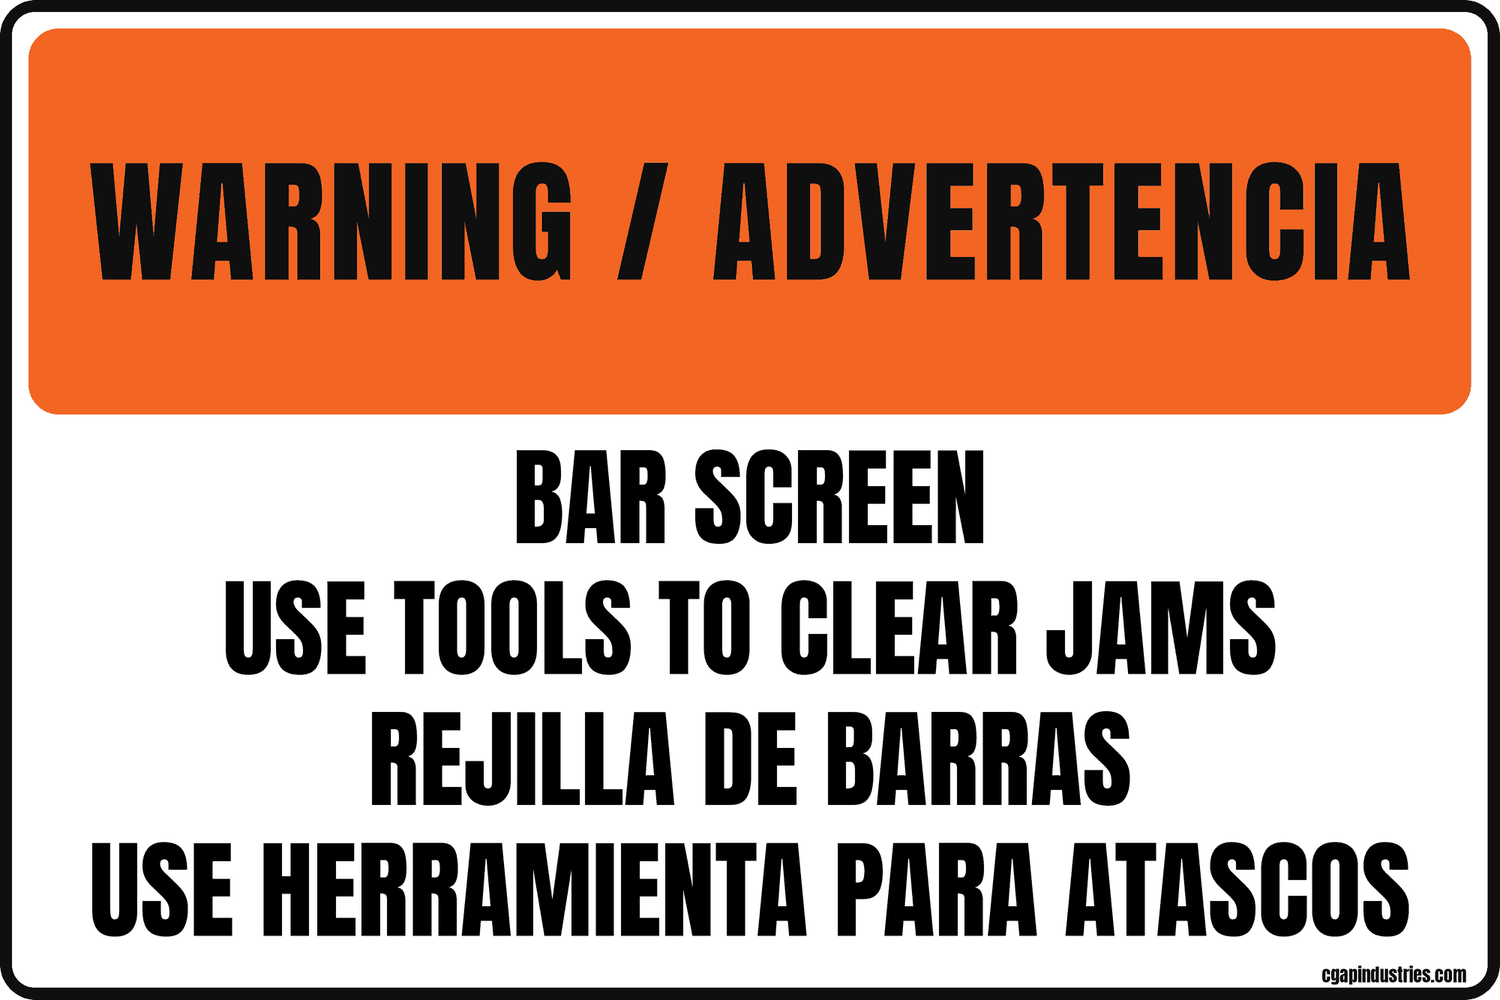 WARNING / ADVERTENCIA
BAR SCREEN
USE TOOLS TO CLEAR JAMS
REJILLA DE BARRAS
USE HERRAMIENTA PARA ATASCOS
cgapindustries.com